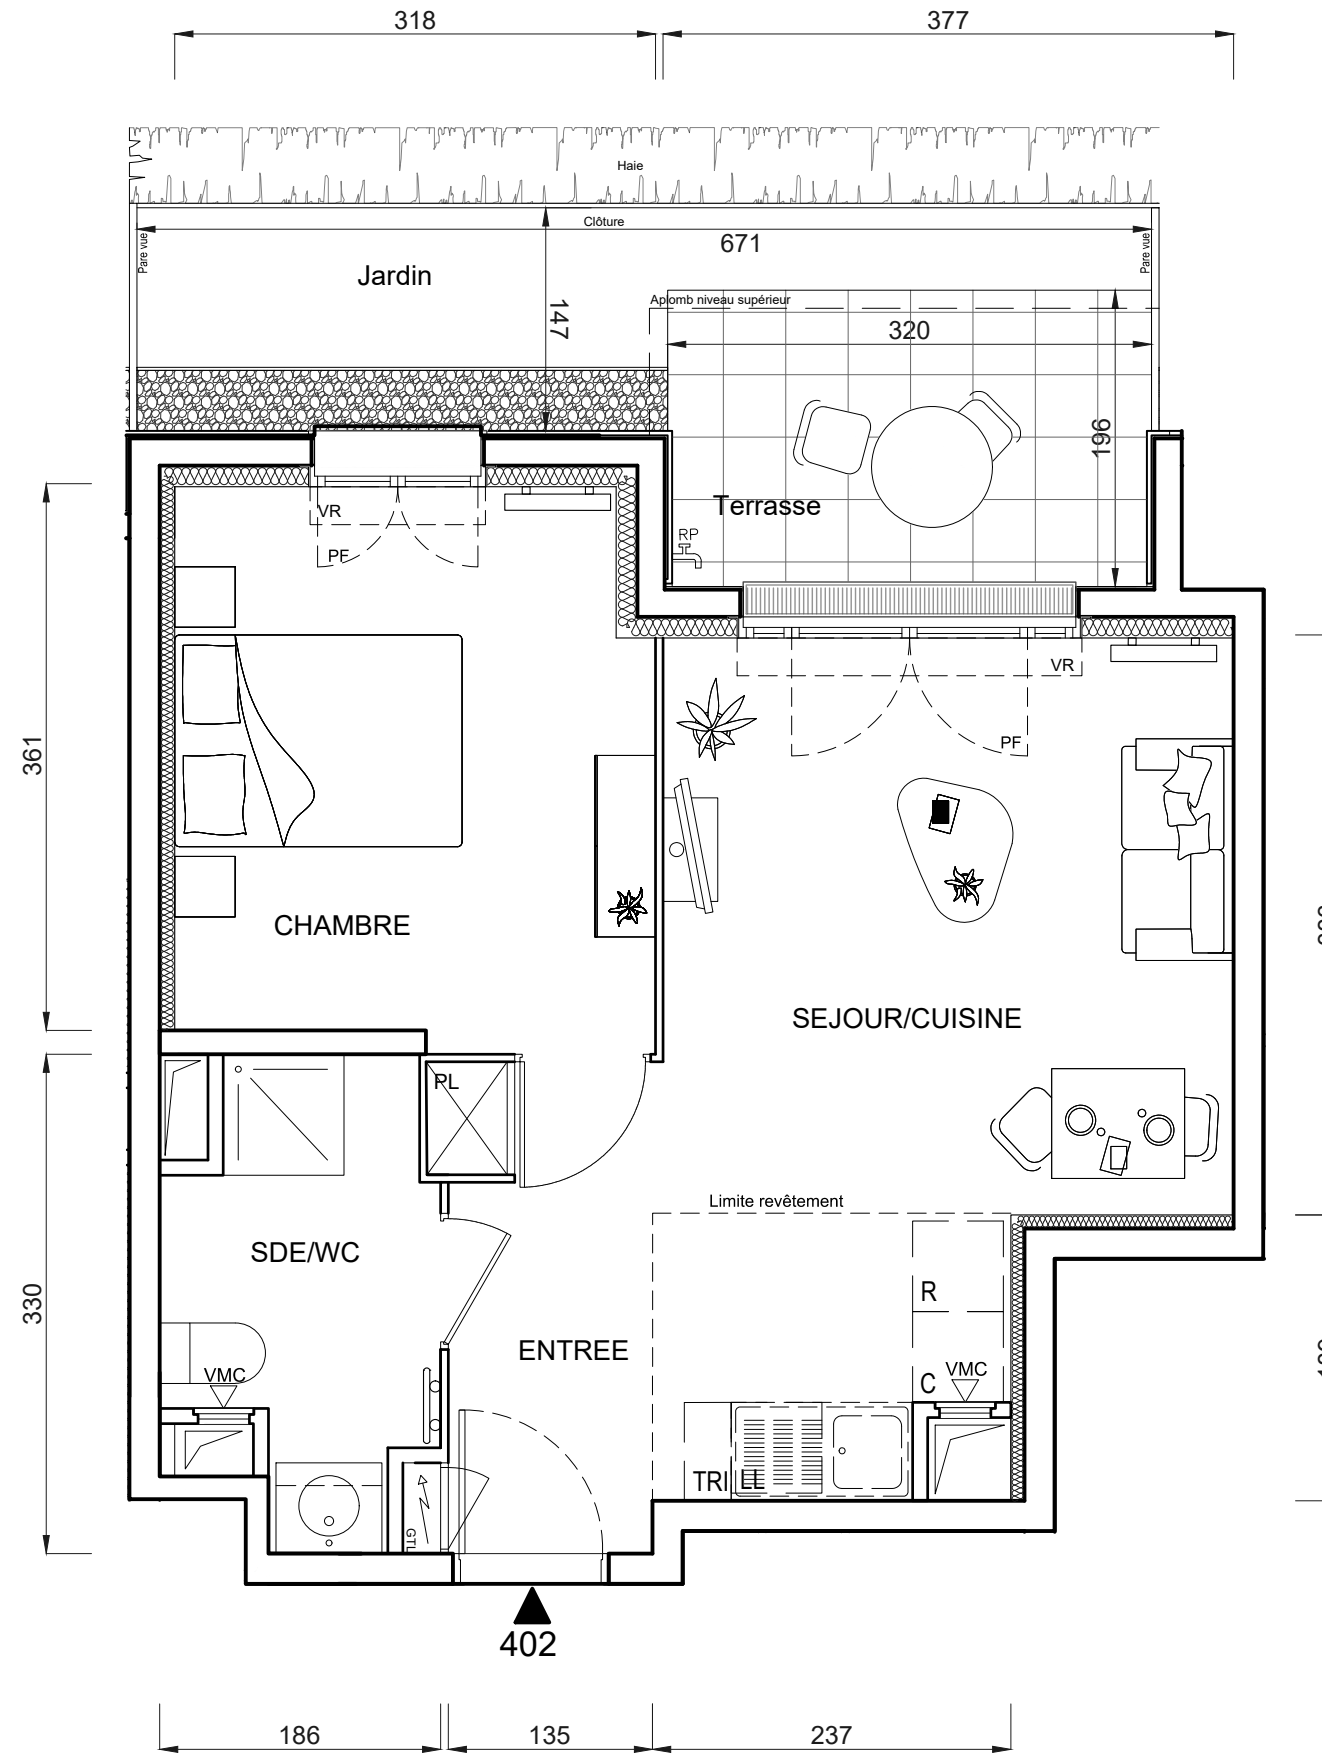 318
377
Haie
Clôture
671
Pare vue
Pare vue
Jardin
147
Aplomb niveau supérieur
320
196
Terrasse
RP
VR
PF
VR
PF
361
CHAMBRE
SEJOUR/CUISINE
PL
Limite revêtement
SDE/WC
330
ENTREE
R
C
VMC
VMC
TRI
LL
GTL
402
186
135
237